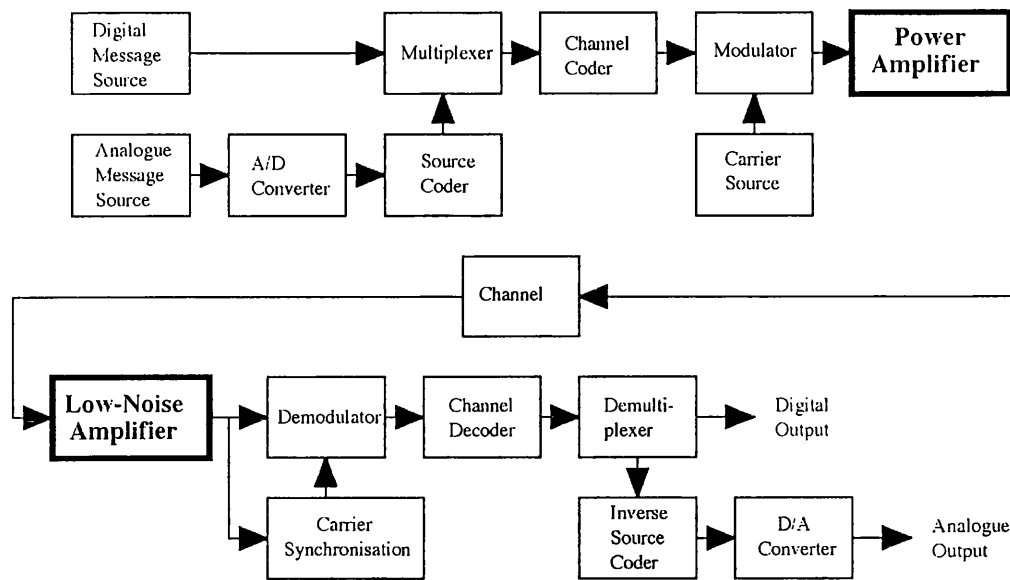 Digital
Message
Source
Multiplexer
Channel
Coder
Modulator
Power
Amplifier
Analogue
Message
Source
A/D
Converter
Source
Coder
Carrier
Source
Channel
Low-Noise
Amplifier
Demodulator
Channel
Decoder
Demulti-
plexer
Digital
Output
Carrier
Synchronisation
Inverse
Source
Coder
D/A
Converter
Analogue
Output